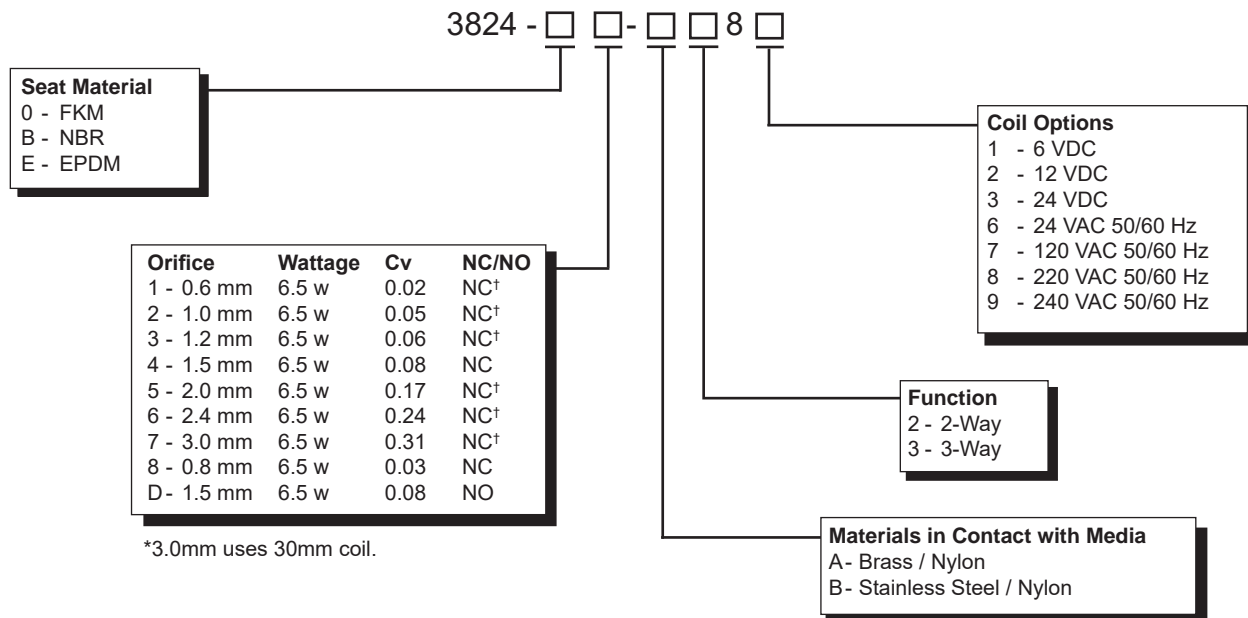 3824 - □ □ - □ □ 8 □
Seat Material
0 - FKM
B - NBR
E - EPDM
Orifice Wattage Cv NC/NO
1 - 0.6 mm 6.5 w 0.02 NC†
2 - 1.0 mm 6.5 w 0.05 NC†
3 - 1.2 mm 6.5 w 0.06 NC†
4 - 1.5 mm 6.5 w 0.08 NC
5 - 2.0 mm 6.5 w 0.17 NC†
6 - 2.4 mm 6.5 w 0.24 NC†
7 - 3.0 mm 6.5 w 0.31 NC†
8 - 0.8 mm 6.5 w 0.03 NC
D - 1.5 mm 6.5 w 0.08 NO
*3.0mm uses 30mm coil.
Coil Options
1 - 6 VDC
2 - 12 VDC
3 - 24 VDC
6 - 24 VAC 50/60 Hz
7 - 120 VAC 50/60 Hz
8 - 220 VAC 50/60 Hz
9 - 240 VAC 50/60 Hz
Function
2 - 2-Way
3 - 3-Way
Materials in Contact with Media
A - Brass / Nylon
B - Stainless Steel / Nylon